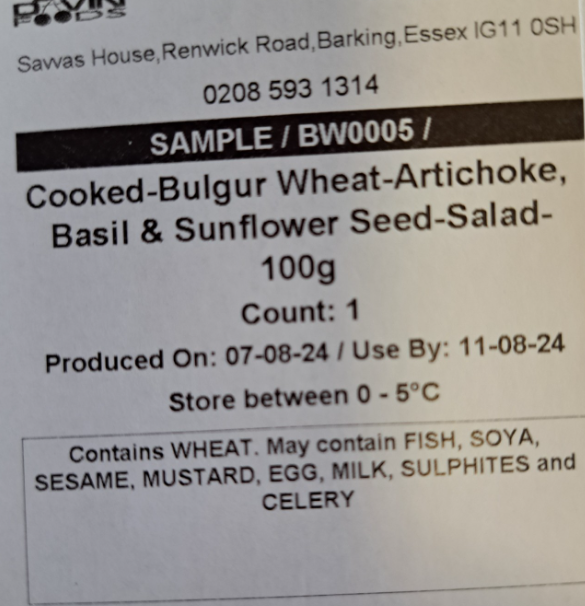 FOODS
Savvas House,Renwick Road,Barking,Essex IG11 0SH
0208 593 1314
SAMPLE / BW0005 /
Cooked-Bulgur Wheat-Artichoke,
Basil & Sunflower Seed-Salad-
100g
Count: 1
Produced On: 07-08-24 / Use By: 11-08-24
Store between 0 - 5°C
Contains WHEAT. May contain FISH, SOYA,
SESAME, MUSTARD, EGG, MILK, SULPHITES and
CELERY